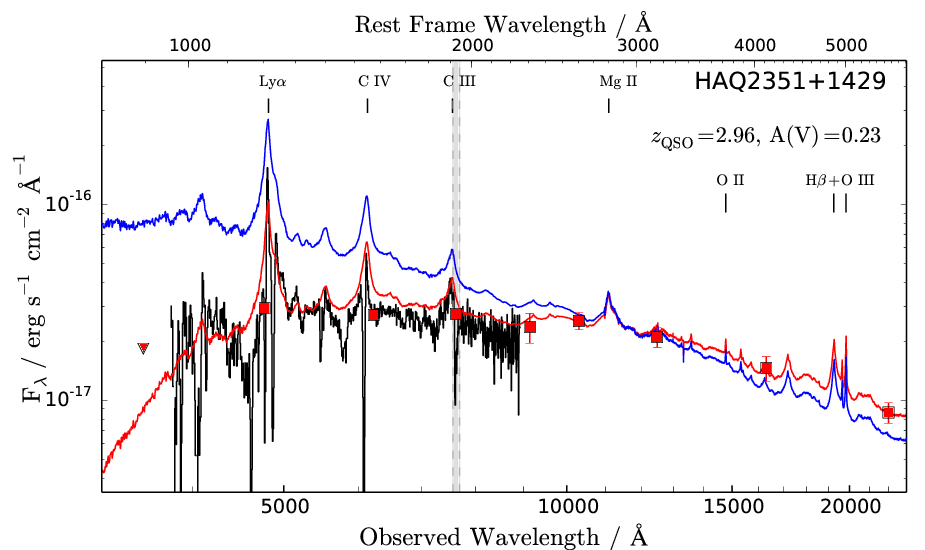 Rest Frame Wavelength / Å
1000 2000 3000 4000 5000
Lyα C IV C III Mg II HAQ2351+1429
z_QSO=2.96, A(V)=0.23
O II Hβ+O III
10^-16
10^-17
F_λ / erg s^−1 cm^−2 Å^−1
5000 10000 15000 20000
Observed Wavelength / Å